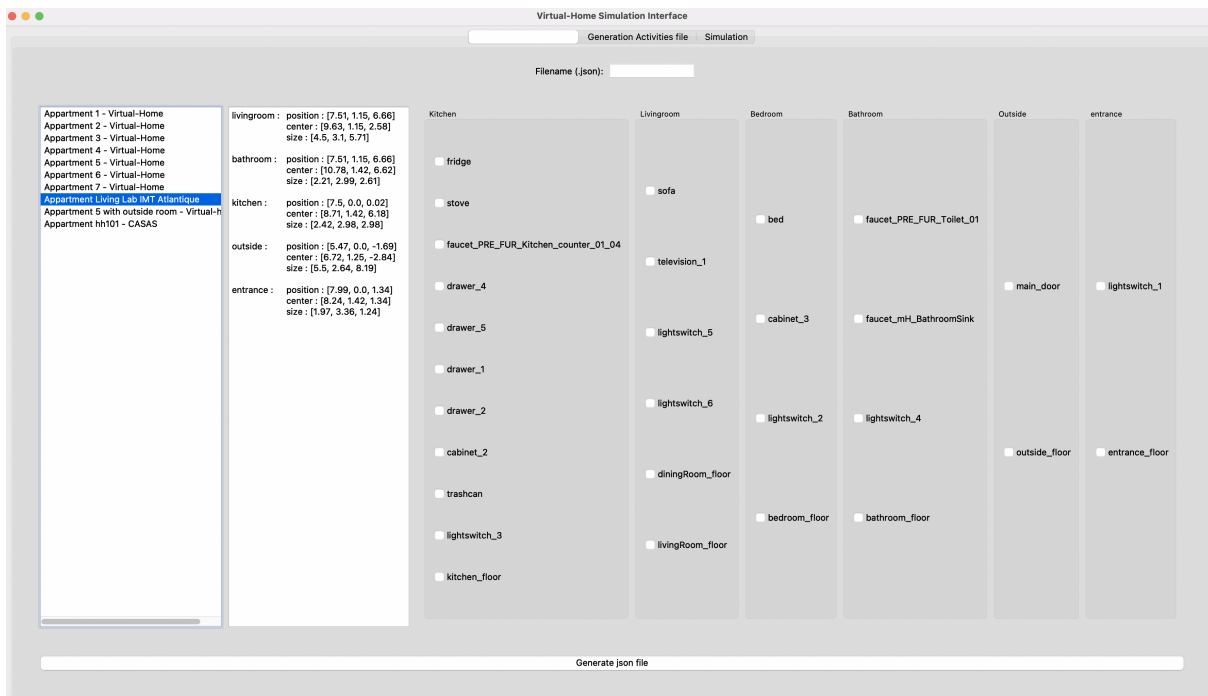 Virtual-Home Simulation Interface
Generation Activities file
Simulation
Filename (.json):
Appartment 1 - Virtual-Home
Appartment 2 - Virtual-Home
Appartment 3 - Virtual-Home
Appartment 4 - Virtual-Home
Appartment 5 - Virtual-Home
Appartment 6 - Virtual-Home
Appartment 7 - Virtual-Home
Appartment Living Lab IMT Atlantique
Appartment 5 with outside room - Virtual-h
Appartment hh101 - CASAS
livingroom : position : [7.51, 1.15, 6.66]
center : [9.63, 1.15, 2.58]
size : [4.5, 3.1, 5.71]
bathroom : position : [7.51, 1.15, 6.66]
center : [10.78, 1.42, 6.62]
size : [2.21, 2.99, 2.61]
kitchen : position : [7.5, 0.0, 0.02]
center : [8.71, 1.42, 6.18]
size : [2.42, 2.98, 2.98]
outside : position : [5.47, 0.0, -1.69]
center : [6.72, 1.25, -2.84]
size : [5.5, 2.64, 8.19]
entrance : position : [7.99, 0.0, 1.34]
center : [8.24, 1.42, 1.34]
size : [1.97, 3.36, 1.24]
Kitchen
fridge
stove
faucet_PRE_FUR_Kitchen_counter_01_04
drawer_4
drawer_5
drawer_1
drawer_2
cabinet_2
trashcan
lightswitch_3
kitchen_floor
Livingroom
sofa
television_1
lightswitch_5
lightswitch_6
diningRoom_floor
livingRoom_floor
Bedroom
bed
cabinet_3
lightswitch_2
bedroom_floor
Bathroom
faucet_PRE_FUR_Toilet_01
faucet_mH_BathroomSink
lightswitch_4
bathroom_floor
Outside
main_door
outside_floor
entrance
lightswitch_1
entrance_floor
Generate json file